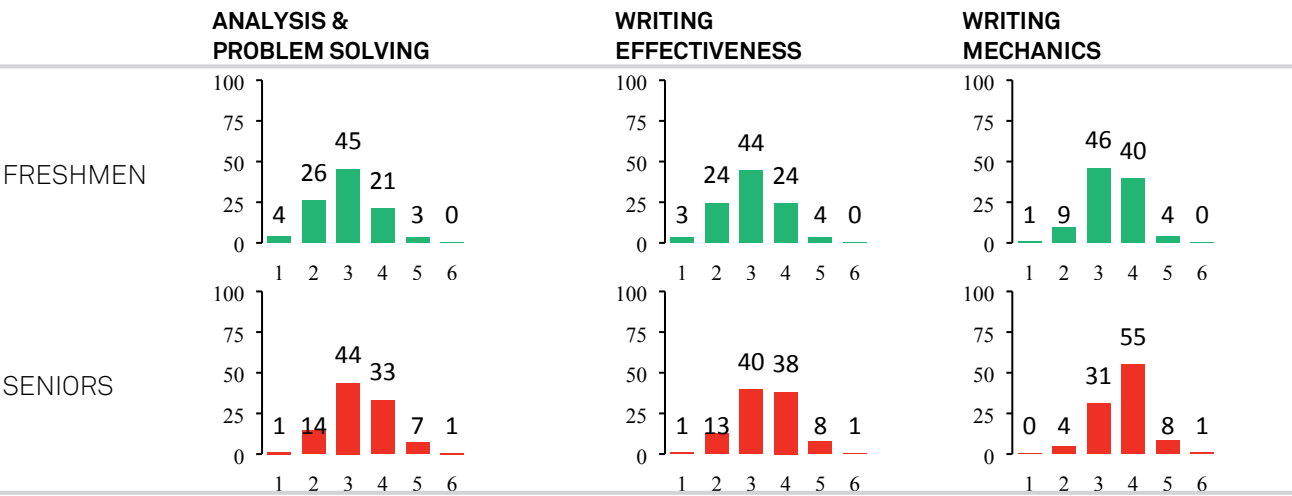 ANALYSIS & PROBLEM SOLVING
WRITING EFFECTIVENESS
WRITING MECHANICS
FRESHMEN
100
75
50
25
0
4 26 45 21 3 0
1 2 3 4 5 6
100
75
50
25
0
3 24 44 24 4 0
1 2 3 4 5 6
100
75
50
25
0
1 9 46 40 4 0
1 2 3 4 5 6
SENIORS
100
75
50
25
0
1 14 44 33 7 1
1 2 3 4 5 6
100
75
50
25
0
1 13 40 38 8 1
1 2 3 4 5 6
100
75
50
25
0
0 4 31 55 8 1
1 2 3 4 5 6